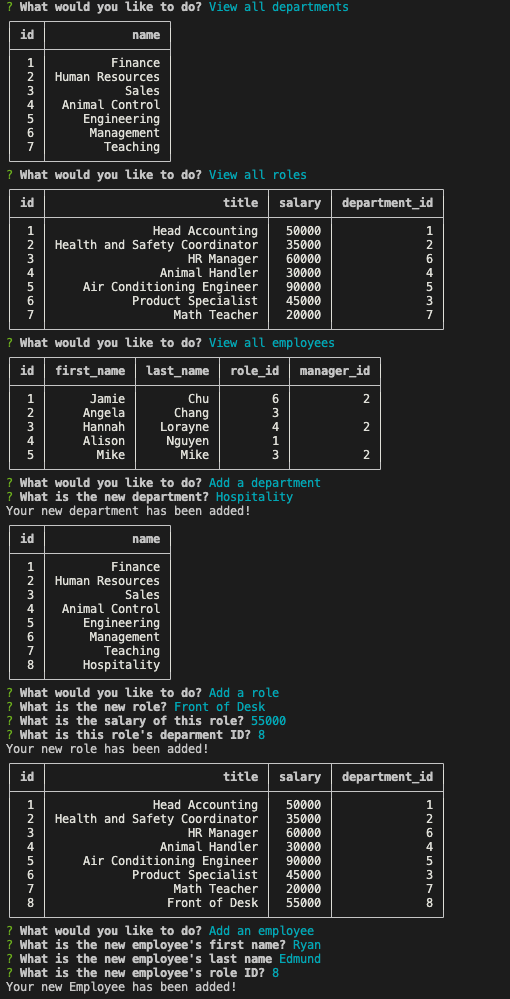 ? What would you like to do? View all departments
id name
1 Finance
2 Human Resources
3 Sales
4 Animal Control
5 Engineering
6 Management
7 Teaching
? What would you like to do? View all roles
id title salary department_id
1 Head Accounting 50000 1
2 Health and Safety Coordinator 35000 2
3 HR Manager 60000 6
4 Animal Handler 30000 4
5 Air Conditioning Engineer 90000 5
6 Product Specialist 45000 3
7 Math Teacher 20000 7
? What would you like to do? View all employees
id first_name last_name role_id manager_id
1 Jamie Chu 6 2
2 Angela Chang 3
3 Hannah Lorayne 4 2
4 Alison Nguyen 1
5 Mike Mike 3 2
? What would you like to do? Add a department
? What is the new department? Hospitality
Your new department has been added!
id name
1 Finance
2 Human Resources
3 Sales
4 Animal Control
5 Engineering
6 Management
7 Teaching
8 Hospitality
? What would you like to do? Add a role
? What is the new role? Front of Desk
? What is the salary of this role? 55000
? What is this role's deparment ID? 8
Your new role has been added!
id title salary department_id
1 Head Accounting 50000 1
2 Health and Safety Coordinator 35000 2
3 HR Manager 60000 6
4 Animal Handler 30000 4
5 Air Conditioning Engineer 90000 5
6 Product Specialist 45000 3
7 Math Teacher 20000 7
8 Front of Desk 55000 8
? What would you like to do? Add an employee
? What is the new employee's first name? Ryan
? What is the new employee's last name Edmund
? What is the new employee's role ID? 8
Your new Employee has been added!